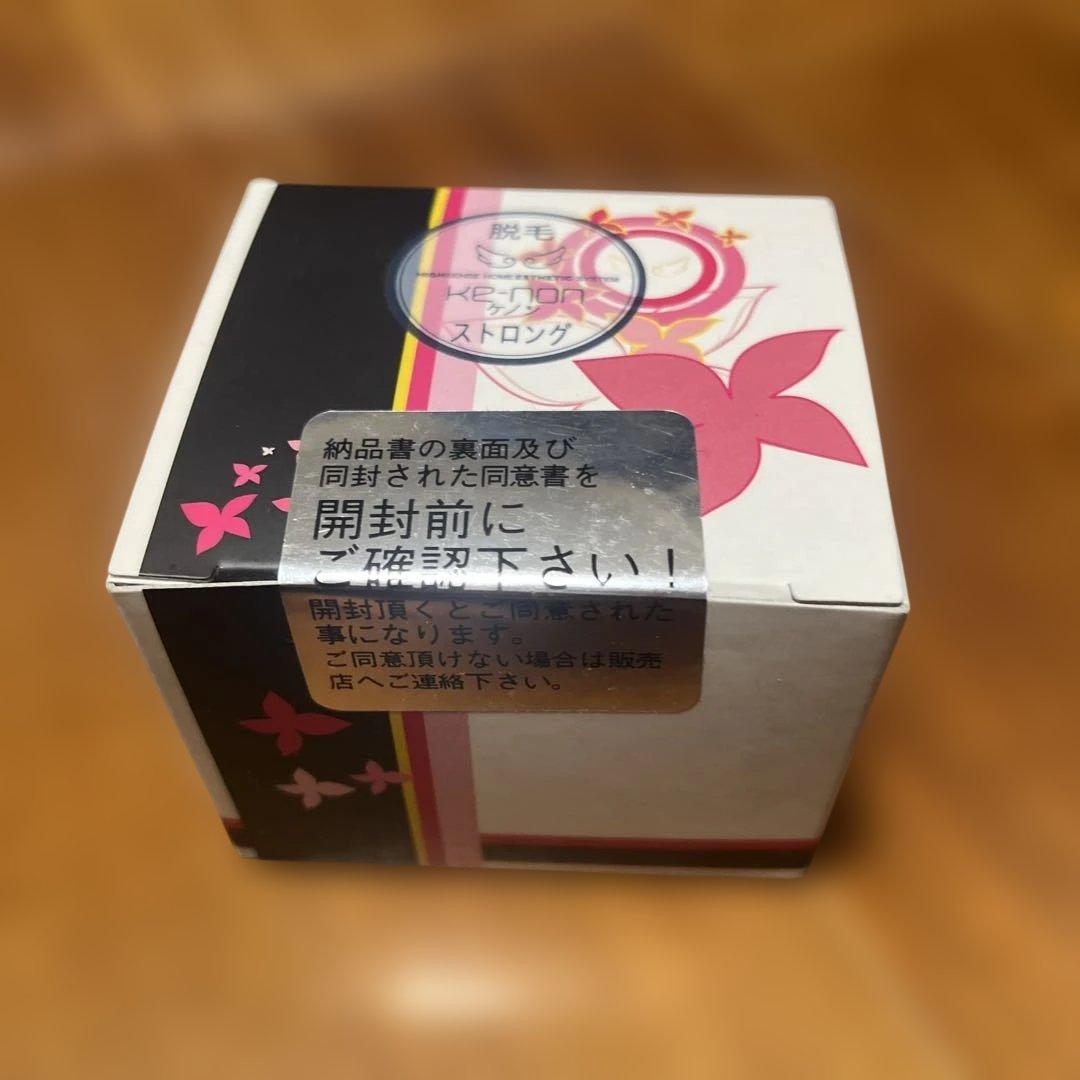 脱毛
HIGHSENSE HOME ESTHETIC SYSTEM
Ke-non
ケノン
ストロング
納品書の裏面及び
同封された同意書を
開封前に
ご確認下さい!
開封頂くとご同意された
事になります。
ご同意頂けない場合は販売
店へご連絡下さい。